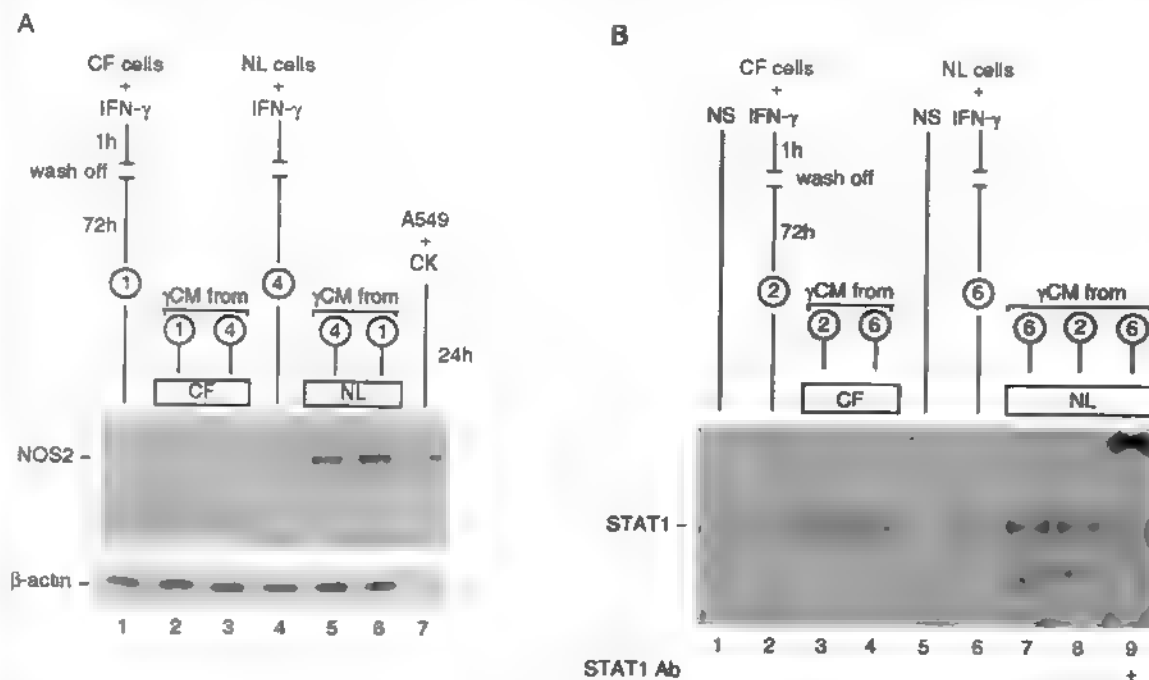 A
CF cells
+
IFN-γ
NL cells
+
IFN-γ
1h
wash off
72h
A549
+
CK
1
4
γCM from
1 4
γCM from
4 1
24h
CF
NL
NOS2
β-actin
1 2 3 4 5 6 7
B
CF cells
+
NS IFN-γ
NL cells
+
NS IFN-γ
1h
wash off
72h
2
6
γCM from
2 6
γCM from
6 2 6
CF
NL
STAT1
1 2 3 4 5 6 7 8 9
STAT1 Ab +